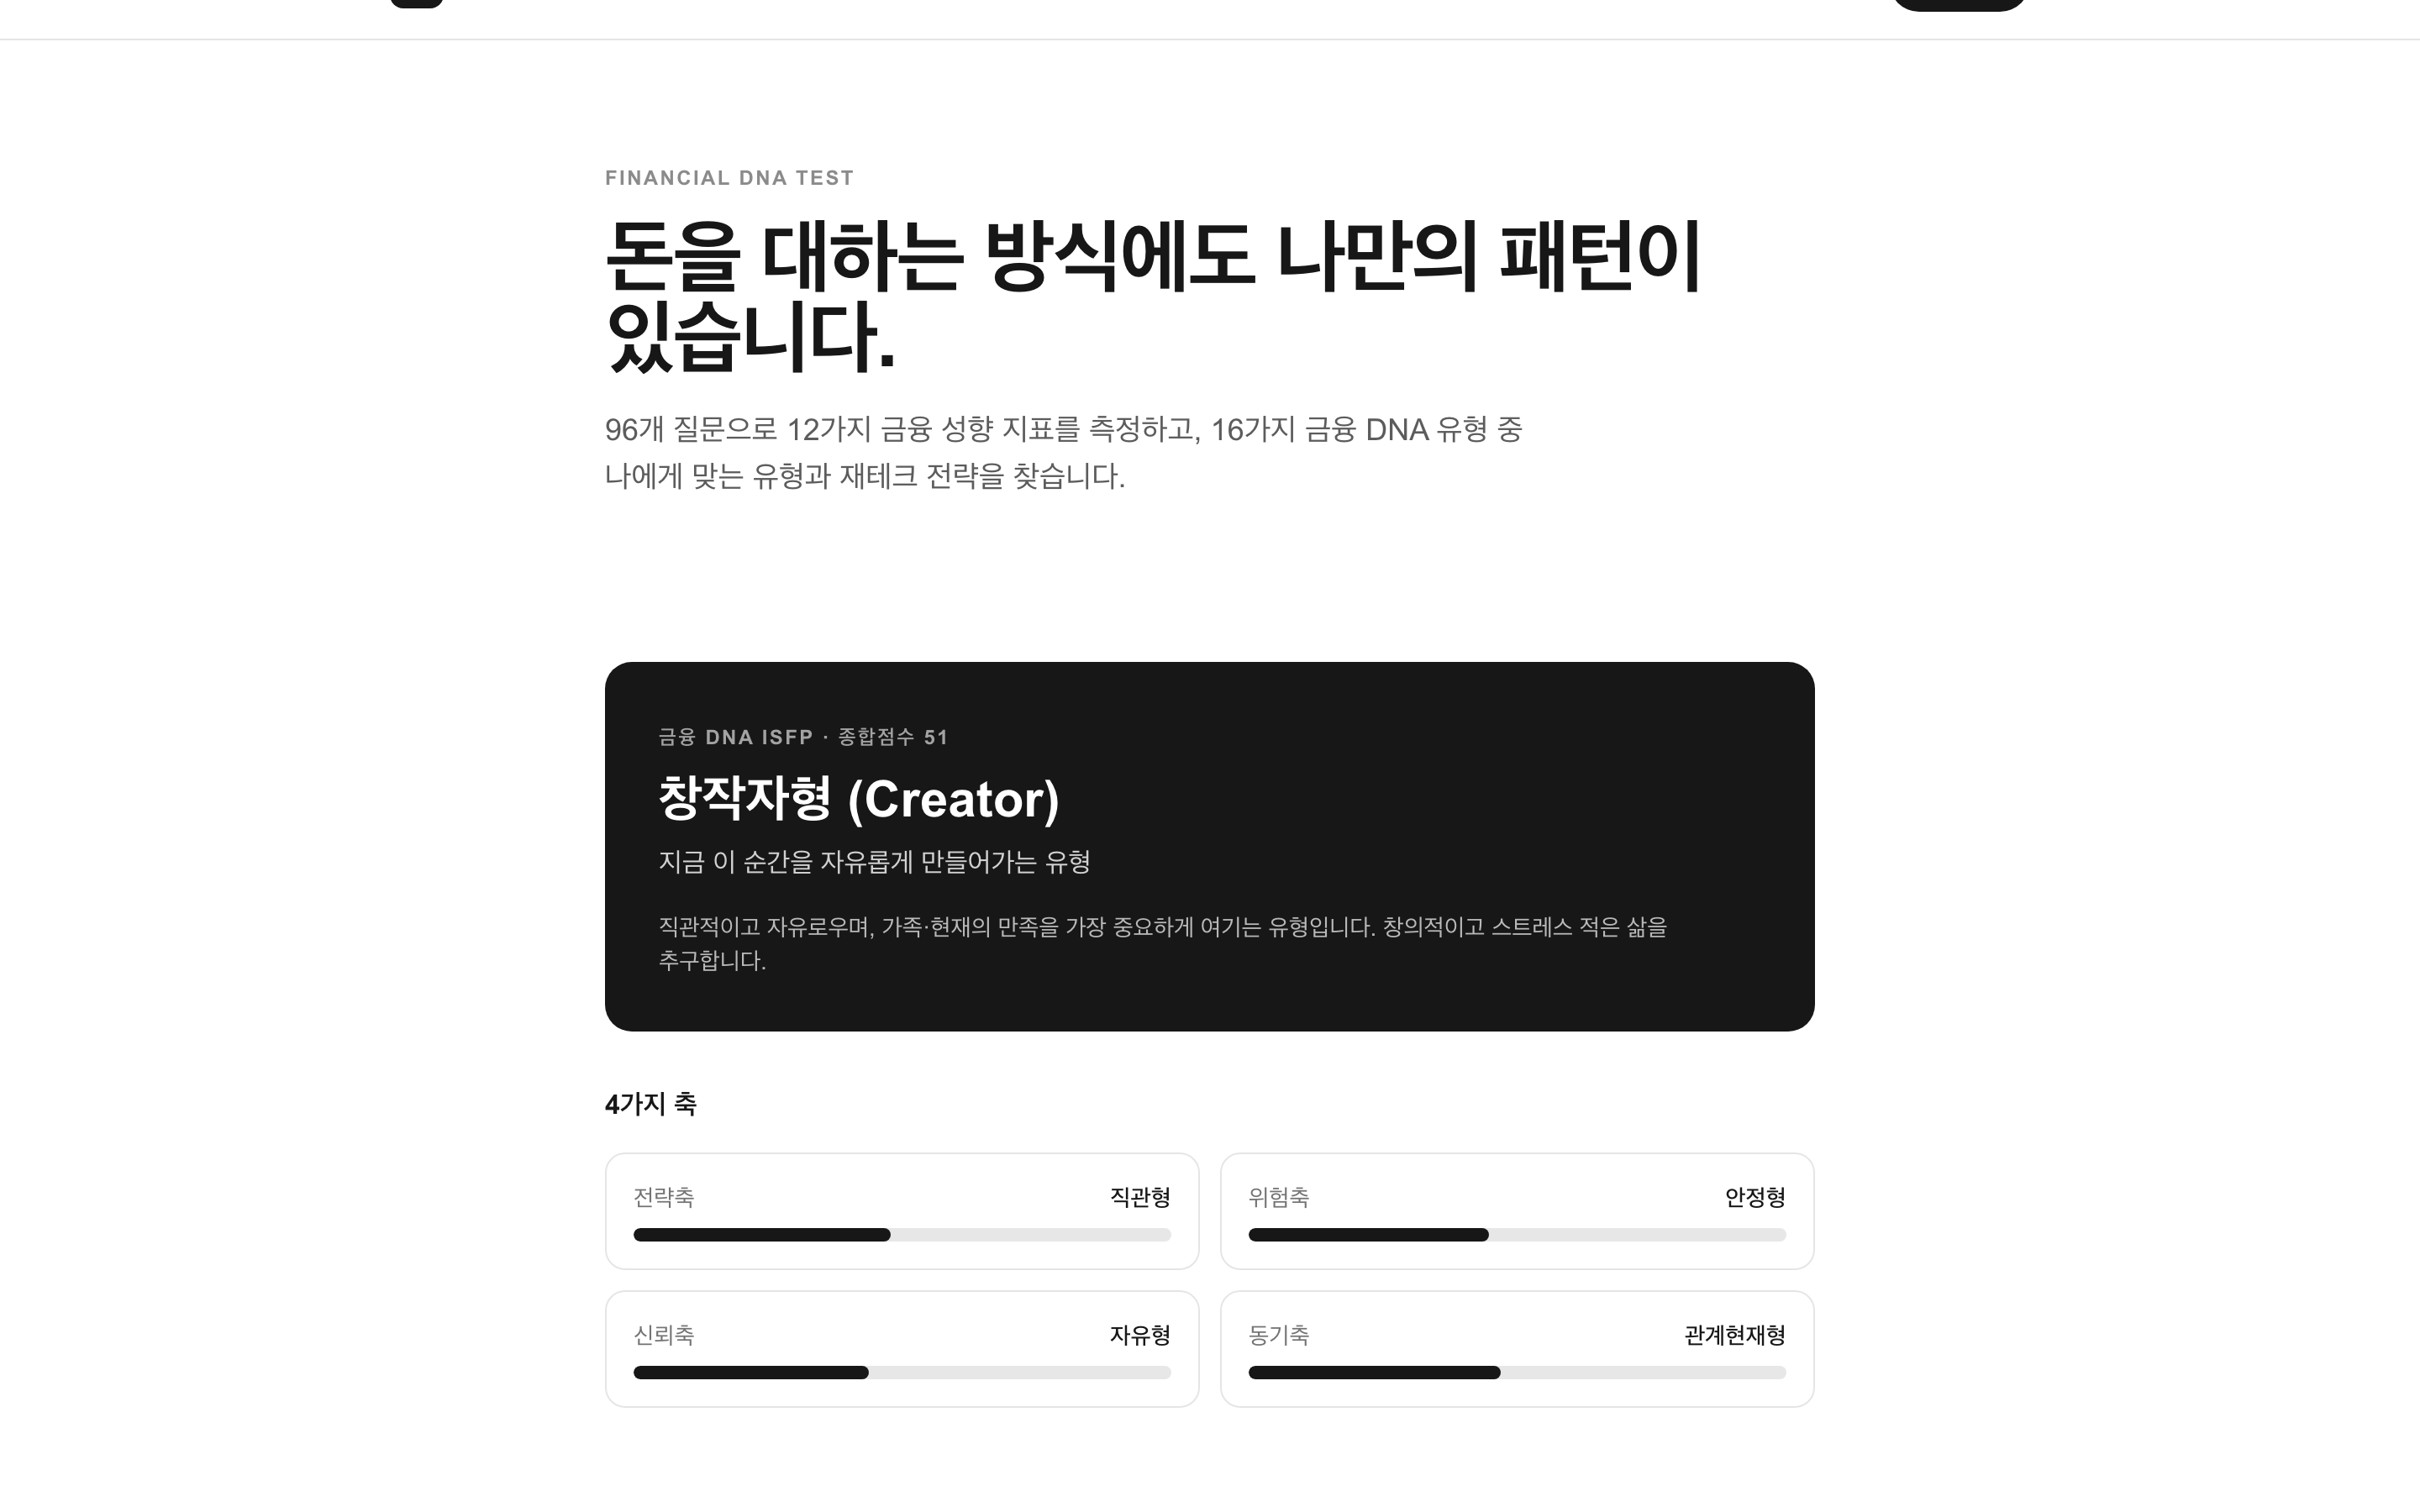 FINANCIAL DNA TEST
돈을 대하는 방식에도 나만의 패턴이
있습니다.
96개 질문으로 12가지 금융 성향 지표를 측정하고, 16가지 금융 DNA 유형 중
나에게 맞는 유형과 재테크 전략을 찾습니다.
금융 DNA ISFP · 종합점수 51
창작자형 (Creator)
지금 이 순간을 자유롭게 만들어가는 유형
직관적이고 자유로우며, 가족·현재의 만족을 가장 중요하게 여기는 유형입니다. 창의적이고 스트레스 적은 삶을
추구합니다.
4가지 축
전략축 직관형
위험축 안정형
신뢰축 자유형
동기축 관계현재형